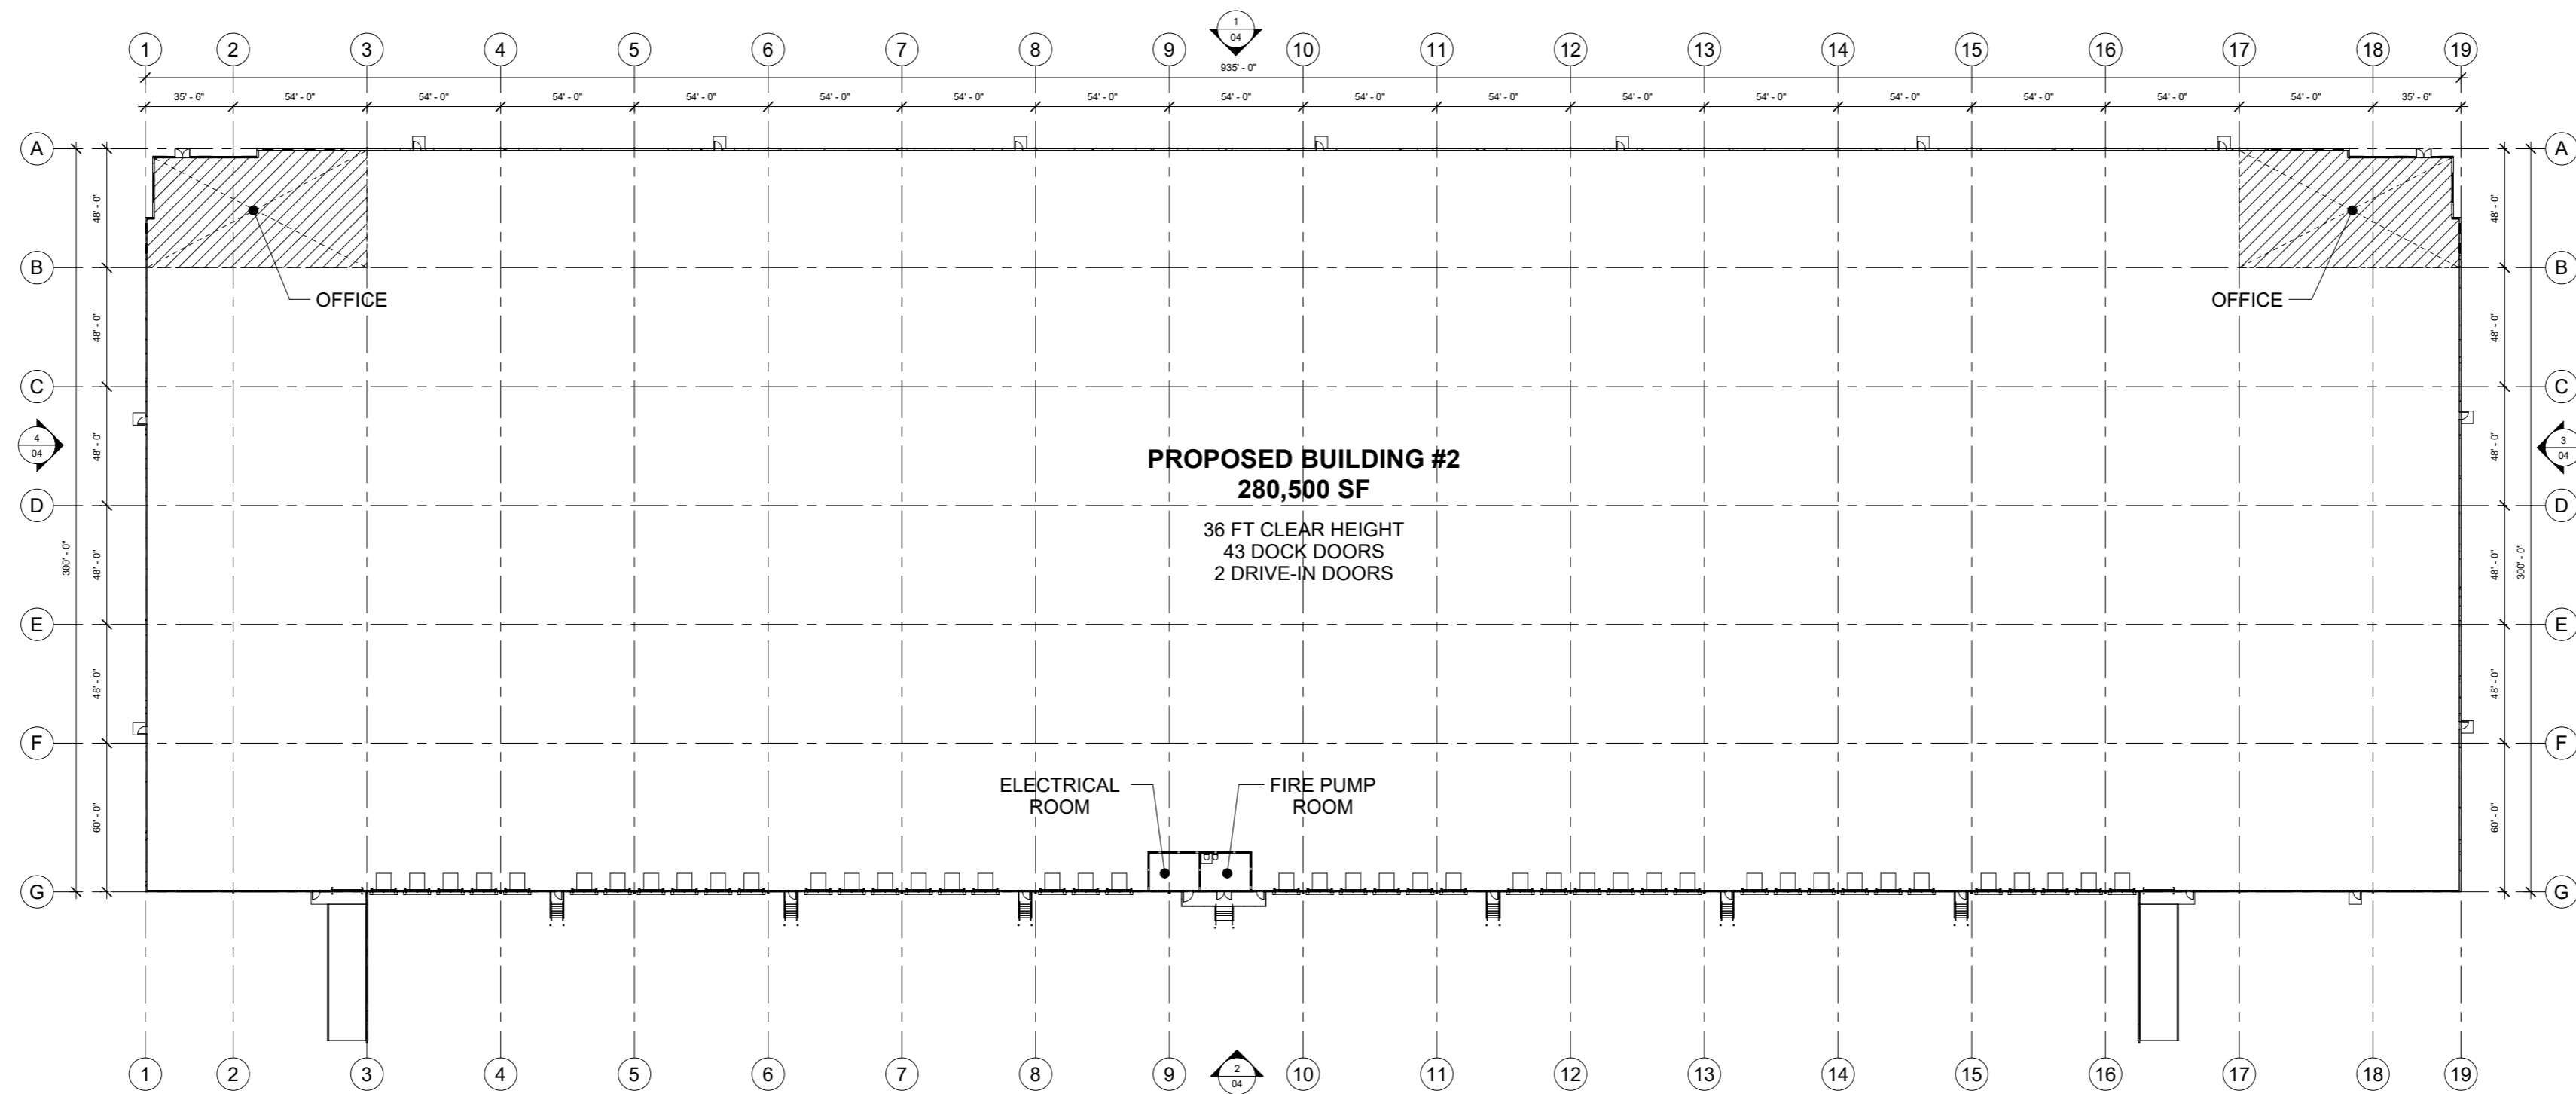 1
04
1 2 3 4 5 6 7 8 9 10 11 12 13 14 15 16 17 18 19
935' - 0"
35' - 6" 54' - 0" 54' - 0" 54' - 0" 54' - 0" 54' - 0" 54' - 0" 54' - 0" 54' - 0" 54' - 0" 54' - 0" 54' - 0" 54' - 0" 54' - 0" 54' - 0" 54' - 0" 54' - 0" 35' - 6"
A A
48' - 0" 48' - 0"
B B
OFFICE OFFICE
48' - 0" 48' - 0"
C C
4
04
48' - 0" 48' - 0"
3
04
PROPOSED BUILDING #2
280,500 SF
D D
36 FT CLEAR HEIGHT
43 DOCK DOORS
2 DRIVE-IN DOORS
300' - 0" 48' - 0" 48' - 0" 300' - 0"
E E
48' - 0" 48' - 0"
F F
ELECTRICAL
ROOM
FIRE PUMP
ROOM
60' - 0" 60' - 0"
G G
1 2 3 4 5 6 7 8 9 10 11 12 13 14 15 16 17 18 19
2
04